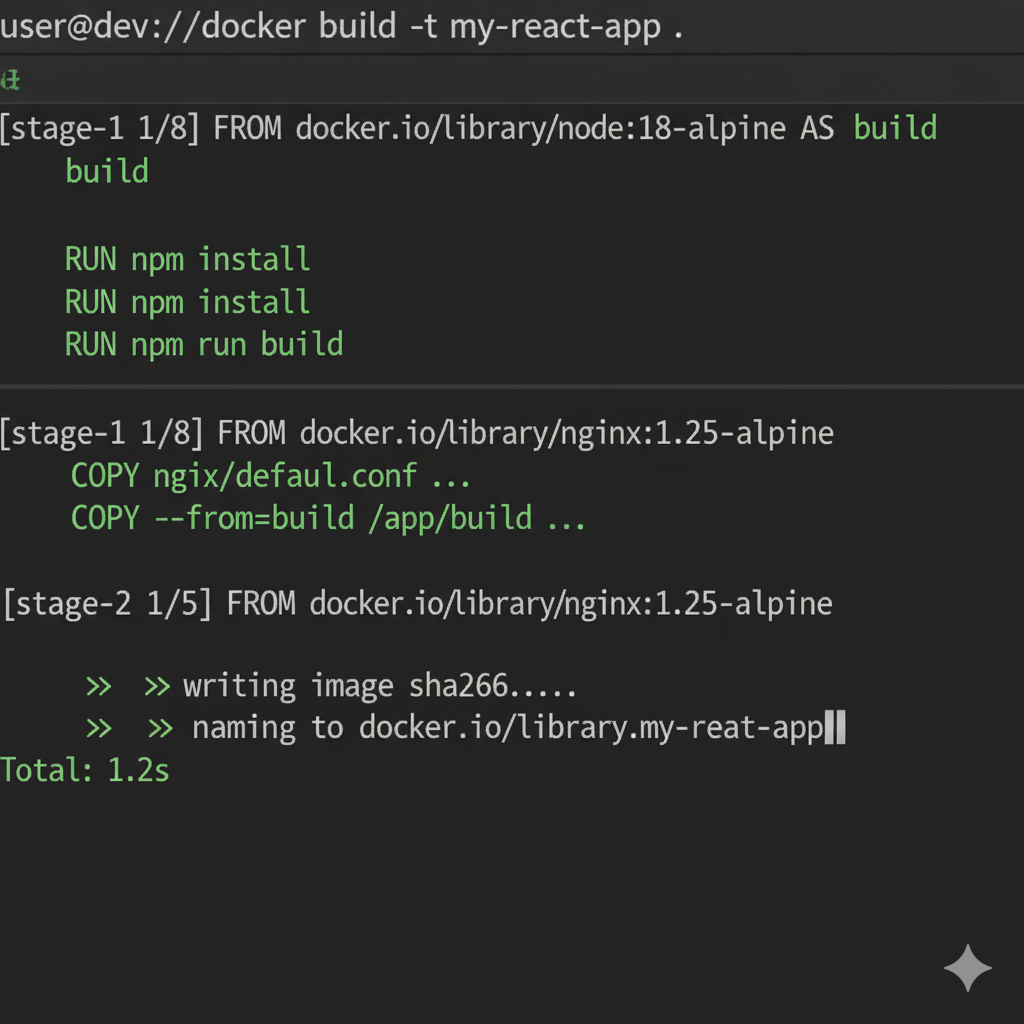 user@dev://docker build -t my-react-app .
[stage-1 1/8] FROM docker.io/library/node:18-alpine AS build
build
RUN npm install
RUN npm install
RUN npm run build
[stage-1 1/8] FROM docker.io/library/nginx:1.25-alpine
COPY ngix/defaul.conf ...
COPY --from=build /app/build ...
[stage-2 1/5] FROM docker.io/library/nginx:1.25-alpine
» » writing image sha266.....
» » naming to docker.io/library.my-reat-app
Total: 1.2s